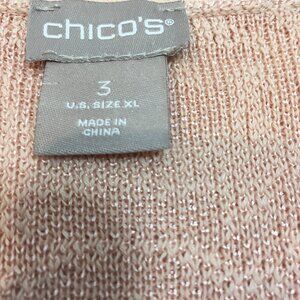 chico's®
3
U.S. SIZE XL
MADE IN
CHINA